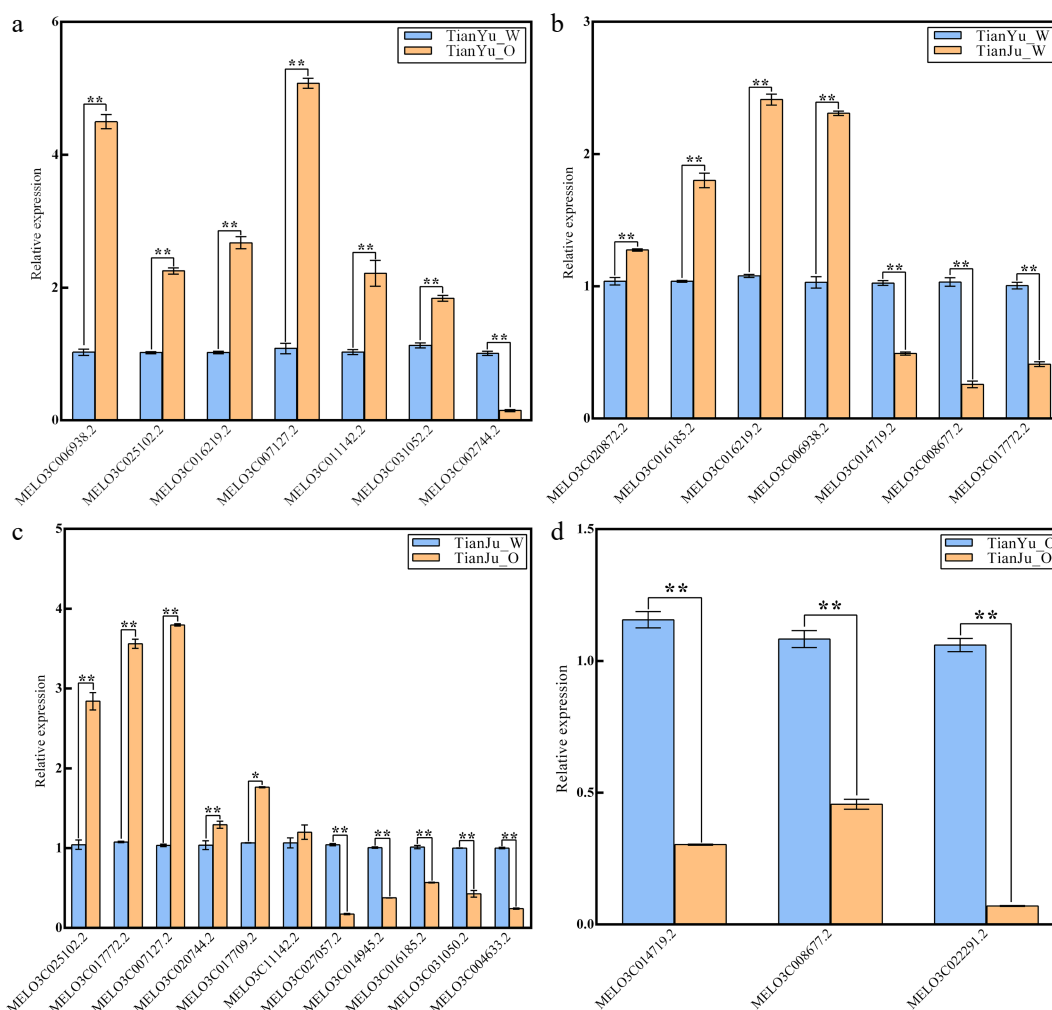 a
TianYu_W
TianYu_O
Relative expression
6
4
2
0
**
**
**
**
**
**
**
MELO3C006938.2
MELO3C025102.2
MELO3C016219.2
MELO3C007127.2
MELO3C011142.2
MELO3C031052.2
MELO3C002744.2
b
TianYu_W
TianJu_W
Relative expression
3
2
1
0
**
**
**
**
**
**
**
MELO3C020872.2
MELO3C016185.2
MELO3C016219.2
MELO3C006938.2
MELO3C014719.2
MELO3C008677.2
MELO3C017772.2
c
TianJu_W
TianJu_O
Relative expression
5
4
3
2
1
0
**
**
**
**
*
**
**
**
**
**
MELO3C025102.2
MELO3C017772.2
MELO3C007127.2
MELO3C020744.2
MELO3C017709.2
MELO3C11142.2
MELO3C027057.2
MELO3C014945.2
MELO3C016185.2
MELO3C031050.2
MELO3C004633.2
d
TianYu_O
TianJu_O
Relative expression
1.5
1.0
0.5
0.0
**
**
**
MELO3C014719.2
MELO3C008677.2
MELO3C022291.2